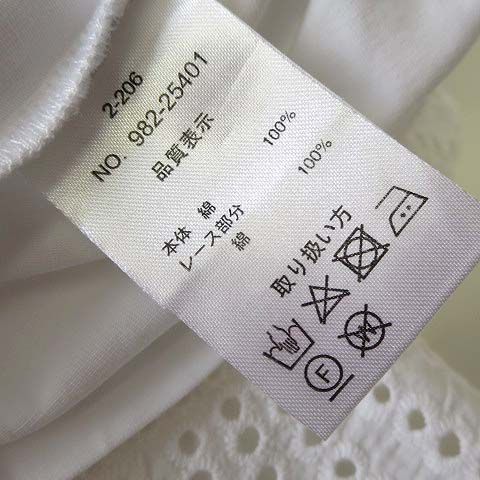 2-206
NO. 982-25401
品質表示
本体 綿 100%
レース部分
綿 100%
取り扱い方
F
W